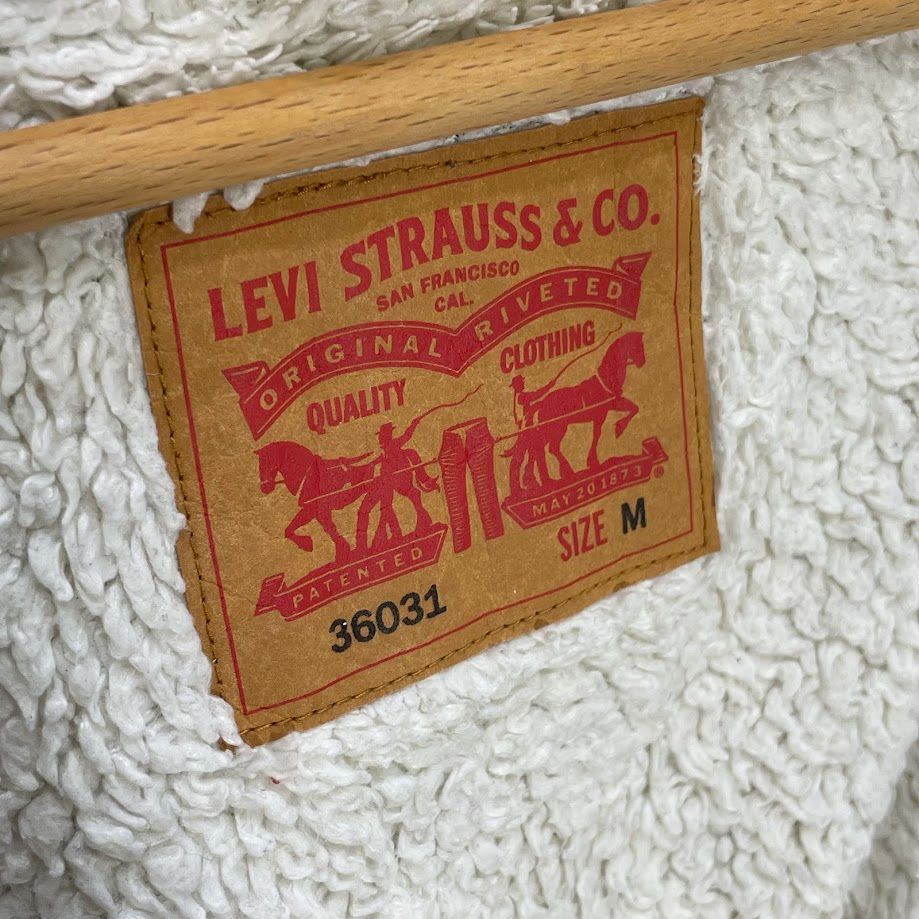 LEVI STRAUSS & CO.
SAN FRANCISCO
CAL.
ORIGINAL RIVETED
QUALITY CLOTHING
PATENTED MAY 20 1873 ®
36031 SIZE M